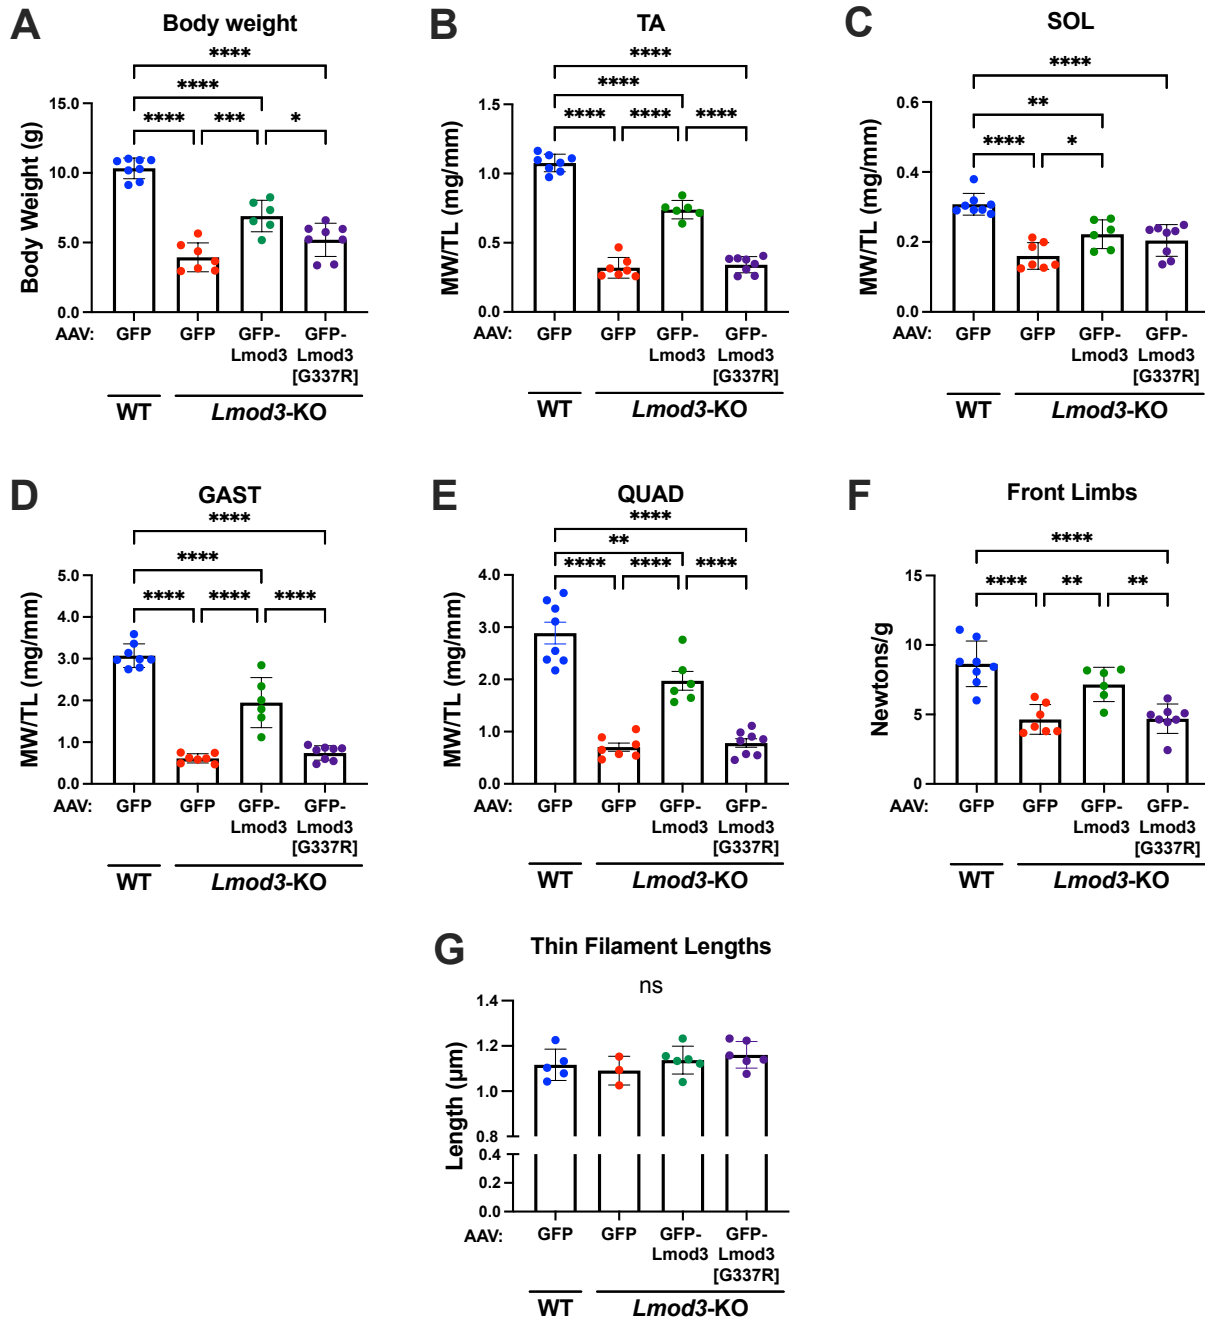 A Body weight
****
****
**** *** *
Body Weight (g)
15.0
10.0
5.0
0.0
AAV: GFP GFP GFP- GFP-
Lmod3 Lmod3
[G337R]
WT Lmod3-KO
B TA
****
****
**** **** ****
MW/TL (mg/mm)
1.5
1.0
0.5
0.0
AAV: GFP GFP GFP- GFP-
Lmod3 Lmod3
[G337R]
WT Lmod3-KO
C SOL
****
**
**** *
MW/TL (mg/mm)
0.6
0.4
0.2
0.0
AAV: GFP GFP GFP- GFP-
Lmod3 Lmod3
[G337R]
WT Lmod3-KO
D GAST
****
****
**** **** ****
MW/TL (mg/mm)
5.0
4.0
3.0
2.0
1.0
0.0
AAV: GFP GFP GFP- GFP-
Lmod3 Lmod3
[G337R]
WT Lmod3-KO
E QUAD
****
**
**** **** ****
MW/TL (mg/mm)
4.0
3.0
2.0
1.0
0.0
AAV: GFP GFP GFP- GFP-
Lmod3 Lmod3
[G337R]
WT Lmod3-KO
F Front Limbs
****
**** ** **
Newtons/g
15
10
5
0
AAV: GFP GFP GFP- GFP-
Lmod3 Lmod3
[G337R]
WT Lmod3-KO
G Thin Filament Lengths
ns
Length (μm)
1.4
1.2
1.0
0.8
0.4
0.2
0.0
AAV: GFP GFP GFP- GFP-
Lmod3 Lmod3
[G337R]
WT Lmod3-KO